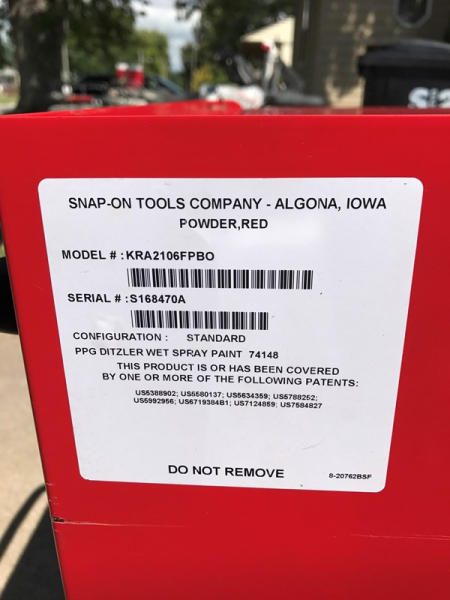 SNAP-ON TOOLS COMPANY - ALGONA, IOWA
POWDER,RED
MODEL # : KRA2106FPBO
SERIAL # : S168470A
CONFIGURATION : STANDARD
PPG DITZLER WET SPRAY PAINT 74148
THIS PRODUCT IS OR HAS BEEN COVERED
BY ONE OR MORE OF THE FOLLOWING PATENTS:
US5388902; US5580137; US5634359; US5788252;
US5992956; US6719384B1; US7124859; US7584827
DO NOT REMOVE
8-20762BSF